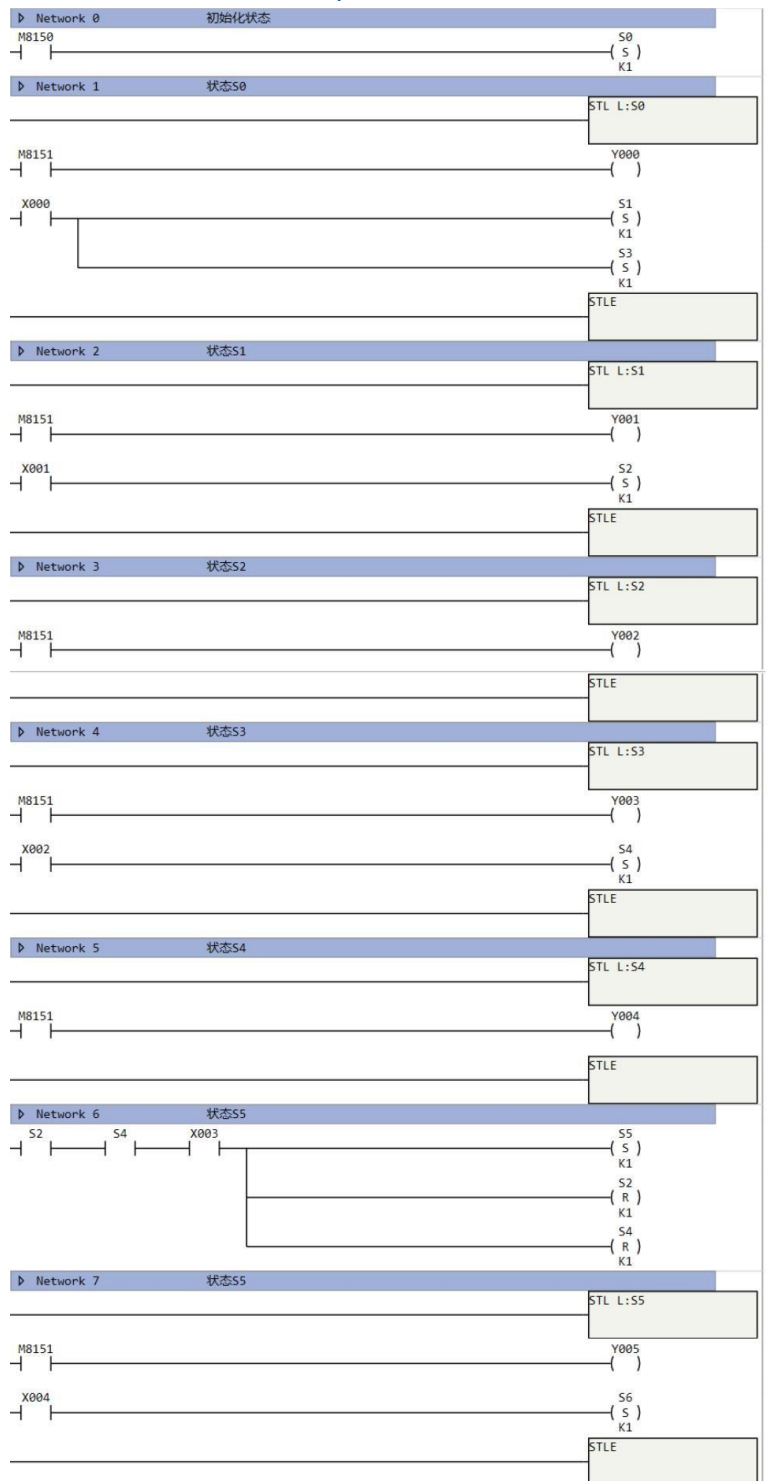 Network 0 初始化状态
M8150 S0
S
K1
Network 1 状态S0
STL L:S0
M8151 Y000
X000 S1
S
K1
S3
S
K1
STLE
Network 2 状态S1
STL L:S1
M8151 Y001
X001 S2
S
K1
STLE
Network 3 状态S2
STL L:S2
M8151 Y002
STLE
Network 4 状态S3
STL L:S3
M8151 Y003
X002 S4
S
K1
STLE
Network 5 状态S4
STL L:S4
M8151 Y004
STLE
Network 6 状态S5
S2 S4 X003 S5
S
K1
S2
R
K1
S4
R
K1
Network 7 状态S5
STL L:S5
M8151 Y005
X004 S6
S
K1
STLE